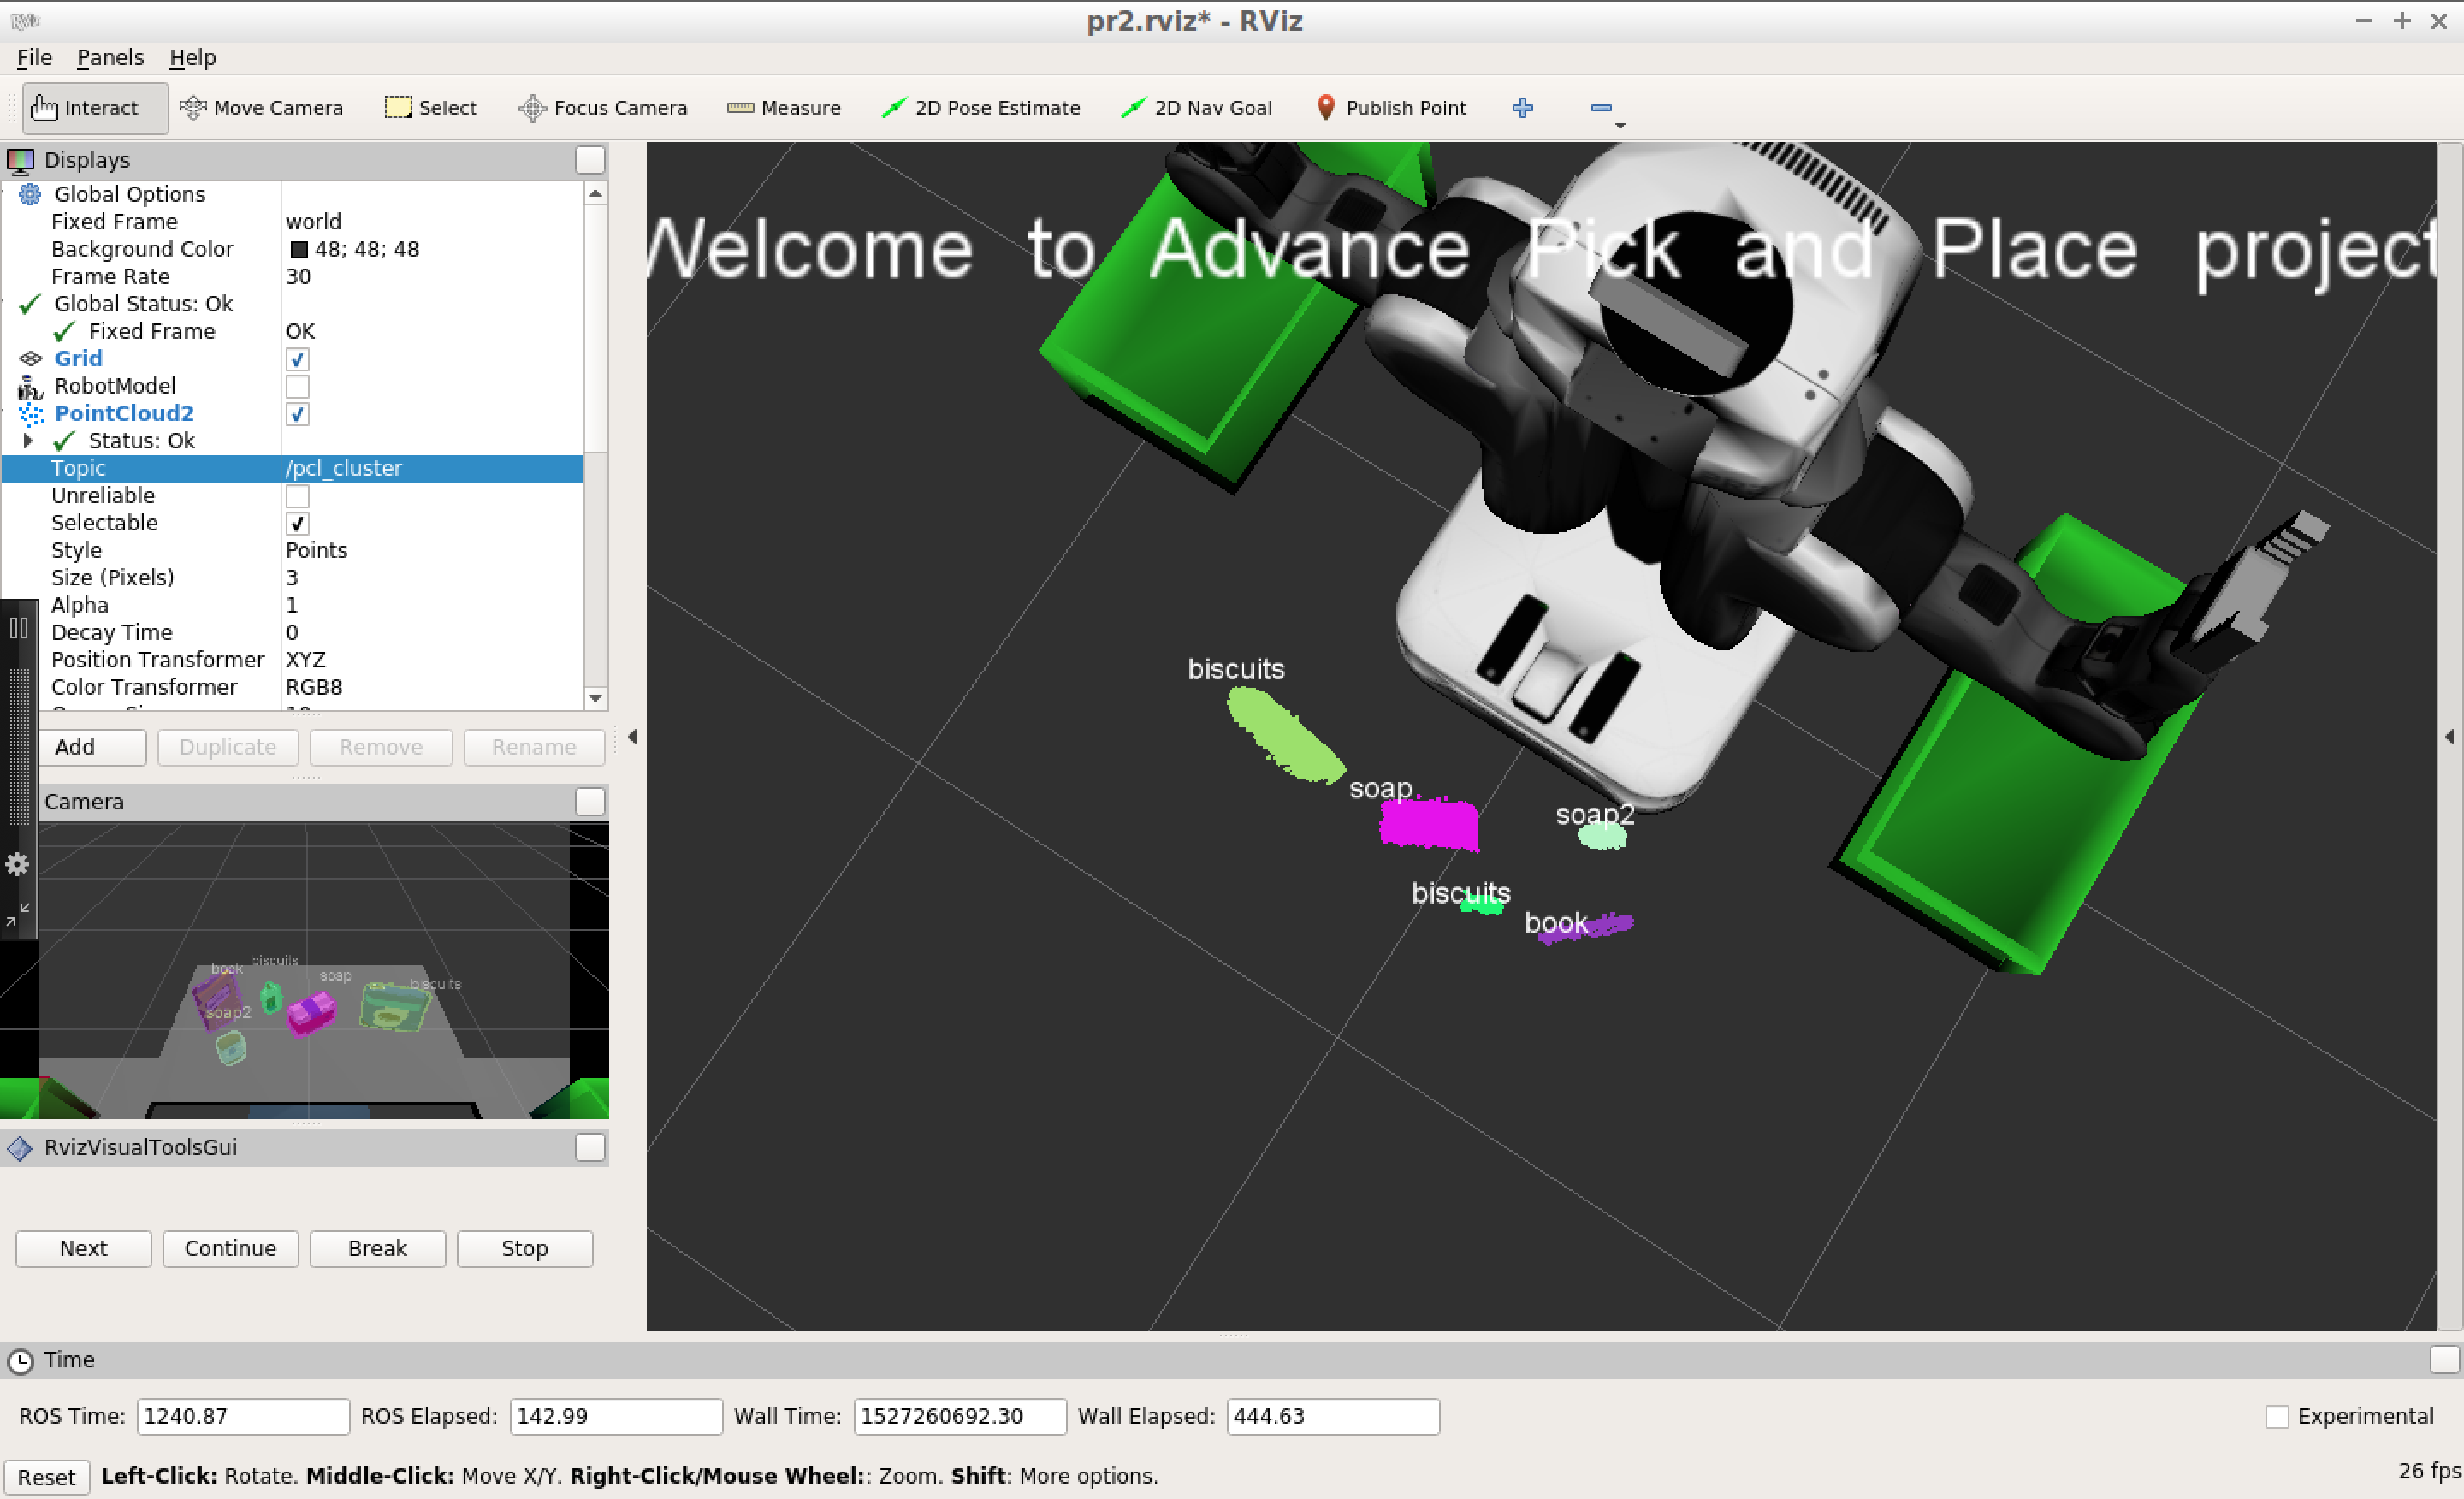 pr2.rviz* - RViz
File Panels Help
Interact Move Camera Select Focus Camera Measure 2D Pose Estimate 2D Nav Goal Publish Point
Displays
Global Options
Fixed Frame world
Background Color 48; 48; 48
Frame Rate 30
Global Status: Ok
Fixed Frame OK
Grid
RobotModel
PointCloud2
Status: Ok
Topic /pcl_cluster
Unreliable
Selectable
Style Points
Size (Pixels) 3
Alpha 1
Decay Time 0
Position Transformer XYZ
Color Transformer RGB8
Add Duplicate Remove Rename
Camera
book biscuits soap biscuits
soap2
RvizVisualToolsGui
Next Continue Break Stop
Welcome to Advance Pick and Place project
biscuits
soap
soap2
biscuits
book
Time
ROS Time: 1240.87 ROS Elapsed: 142.99 Wall Time: 1527260692.30 Wall Elapsed: 444.63 Experimental
Reset Left-Click: Rotate. Middle-Click: Move X/Y. Right-Click/Mouse Wheel:: Zoom. Shift: More options. 26 fps